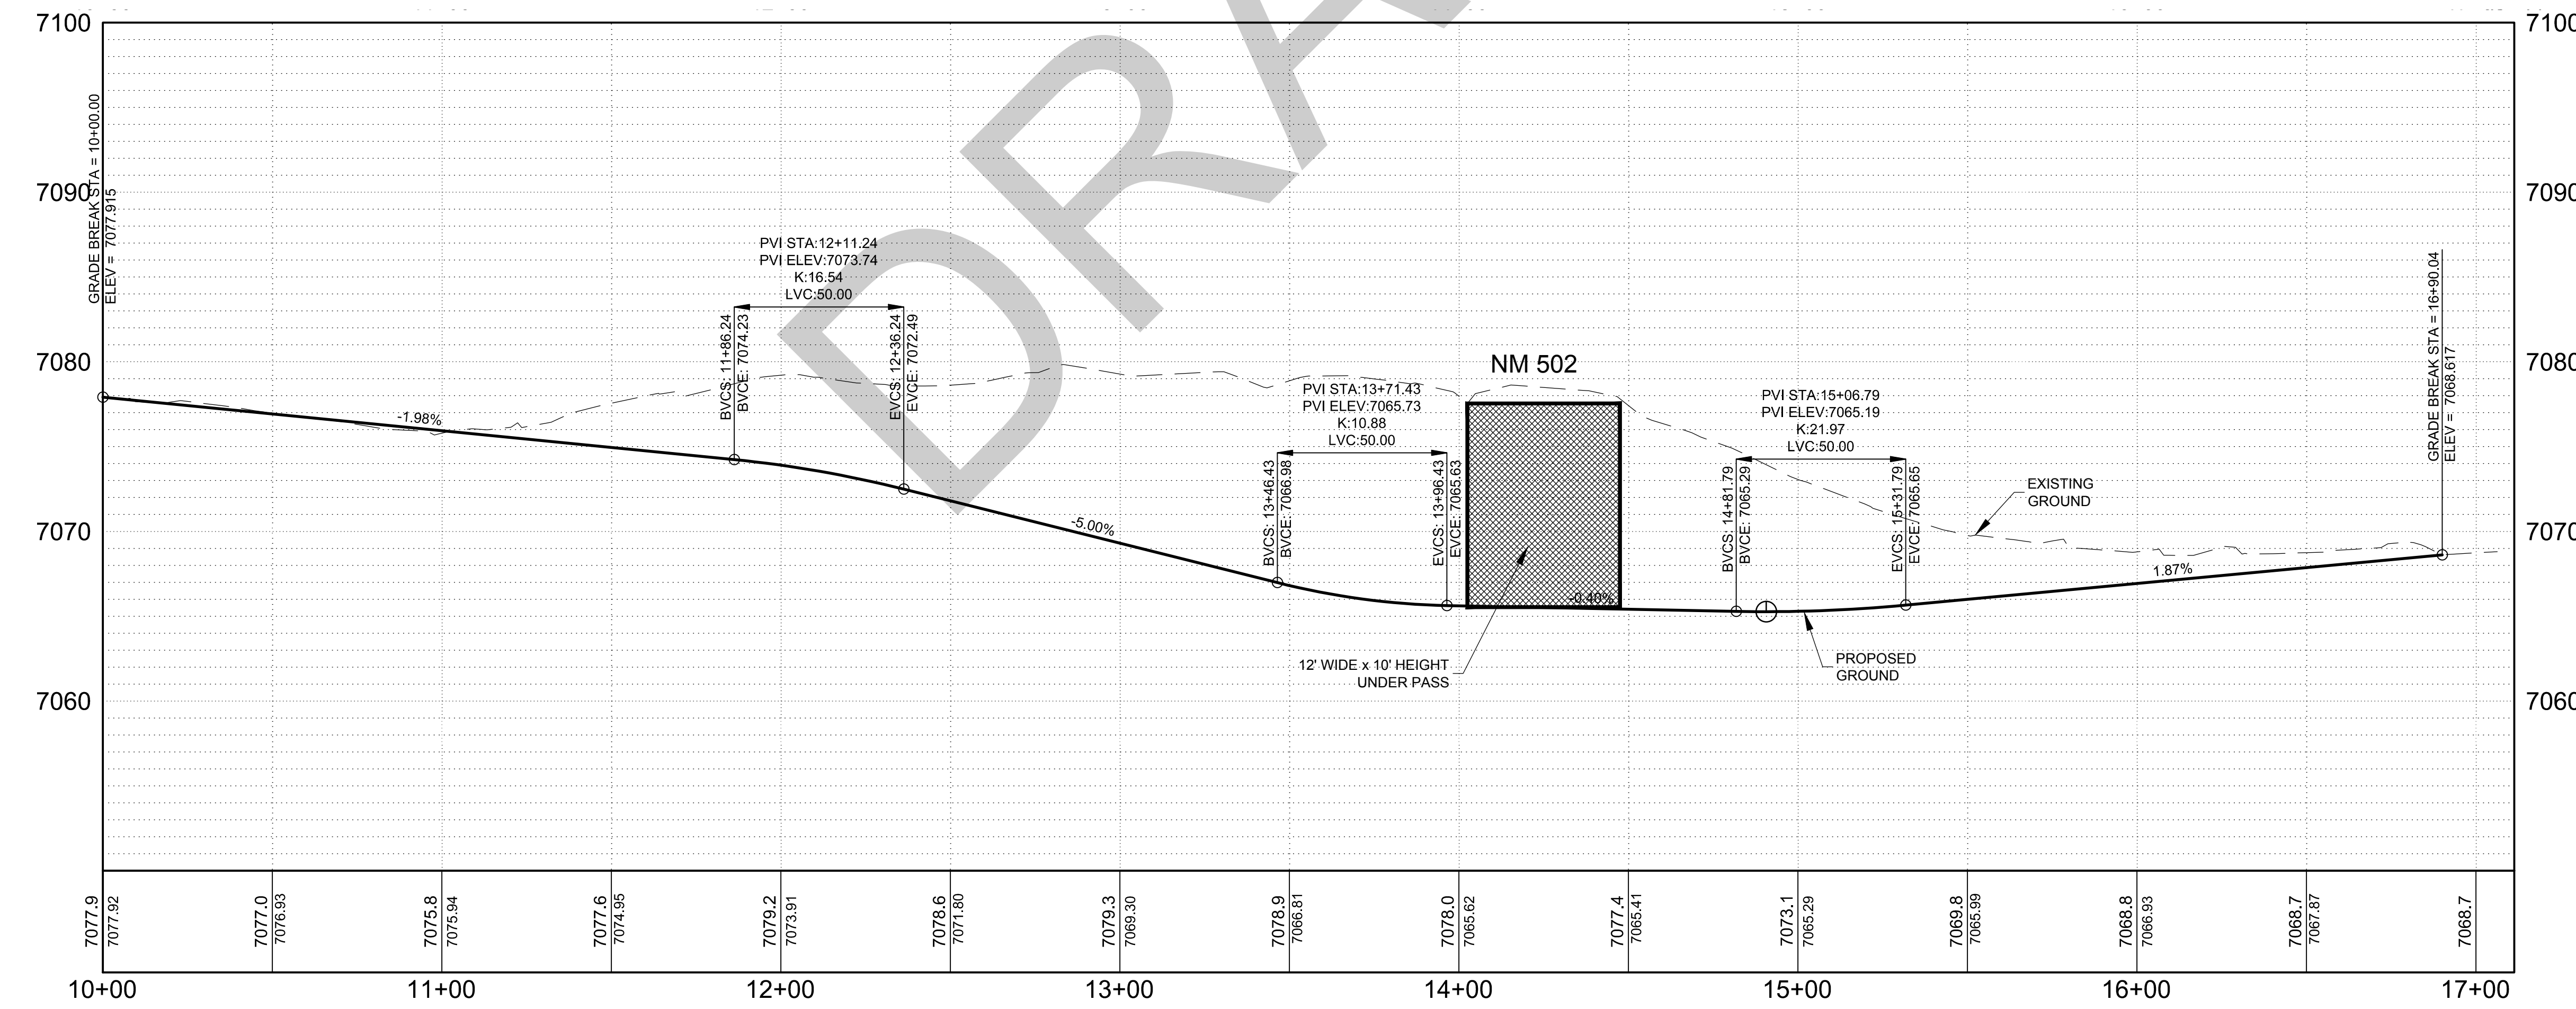 7100
7100
7090
7090
7080
7080
7070
7070
7060
7060
DRA
GRADE BREAK STA = 10+00.00
ELEV = 7077.915
-1.98%
PVI STA:12+11.24
PVI ELEV:7073.74
K:16.54
LVC:50.00
BVCS: 11+86.24
BVCE: 7074.23
EVCS: 12+36.24
EVCE: 7072.49
-5.00%
PVI STA:13+71.43
PVI ELEV:7065.73
K:10.88
LVC:50.00
BVCS: 13+46.43
BVCE: 7066.98
EVCS: 13+96.43
EVCE: 7065.63
NM 502
-0.40%
12' WIDE x 10' HEIGHT
UNDER PASS
PVI STA:15+06.79
PVI ELEV:7065.19
K:21.97
LVC:50.00
BVCS: 14+81.79
BVCE: 7065.29
EVCS: 15+31.79
EVCE: 7065.65
EXISTING
GROUND
PROPOSED
GROUND
1.87%
GRADE BREAK STA = 16+90.04
ELEV = 7068.617
7077.9
7077.92
7077.0
7076.93
7075.8
7075.94
7077.6
7074.95
7079.2
7073.91
7078.6
7071.80
7079.3
7069.30
7078.9
7066.81
7078.0
7065.62
7077.4
7065.41
7073.1
7065.29
7069.8
7065.99
7068.8
7066.93
7068.7
7067.87
7068.7
10+00
11+00
12+00
13+00
14+00
15+00
16+00
17+00